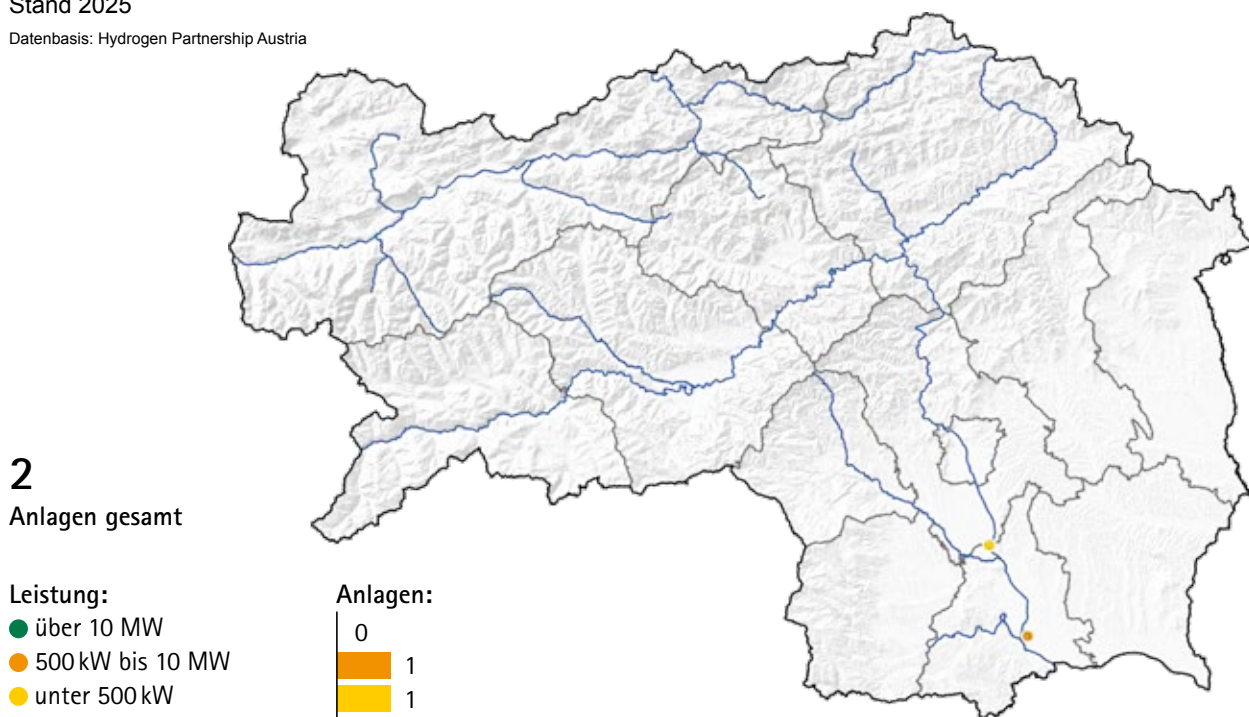 Stand 2025
Datenbasis: Hydrogen Partnership Austria
2
Anlagen gesamt
Leistung:
über 10 MW
500 kW bis 10 MW
unter 500 kW
Anlagen:
0
1
1